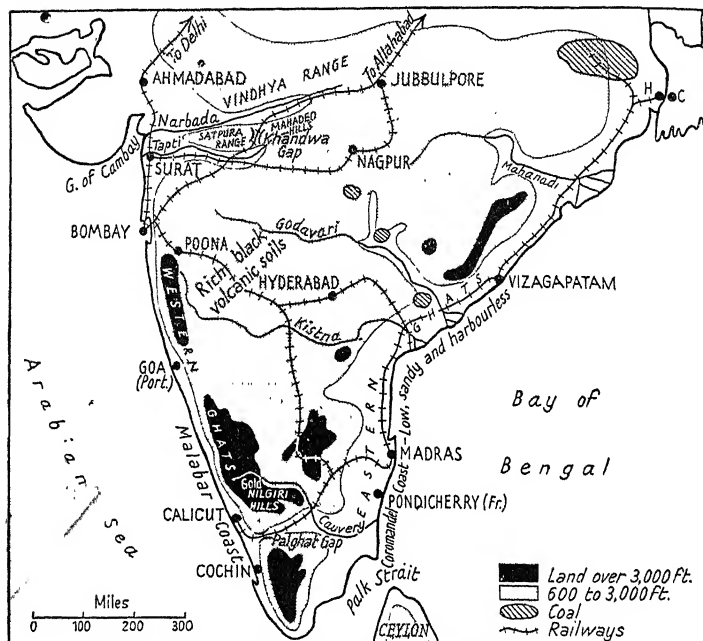 To Delhi
To Allahabad
AHMADABAD
VINDHYA RANGE
JUBBULPORE
H
C
Narbada
MAHADEO
HILLS
SATPURA
RANGE
Tapti
Khandwa
Gap
G. of Cambay
SURAT
NAGPUR
Mahanadi
BOMBAY
Godavari
POONA
Rich black
volcanic soils
HYDERABAD
VIZAGAPATAM
WESTERN
GHATS
Kistna
EASTERN
GHATS
GOA
(Port.)
Arabian sea
Malabar
Coast
Bay of
Bengal
MADRAS
Coromandel Coast - Low, sandy and harbourless
Gold
NILGIRI
HILLS
PONDICHERRY (Fr.)
CALICUT
Cauvery
Palghat Gap
COCHIN
Palk Strait
CEYLON
Miles
0 100 200 300
Land over 3,000 ft.
600 to 3,000 ft.
Coal
Railways